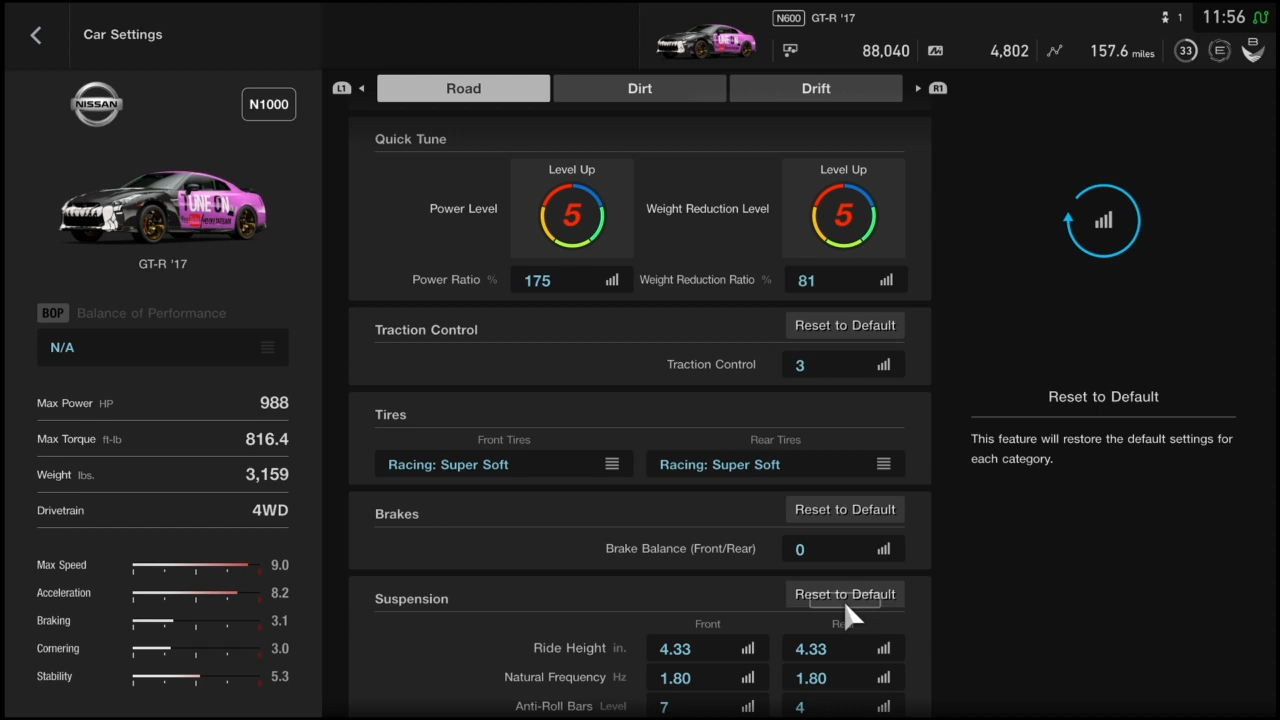 Car Settings
N600 GT-R '17
1 11:56
88,040 4,802 157.6 miles 33 E B
NISSAN N1000
GT-R '17
BOP Balance of Performance
N/A
Max Power HP 988
Max Torque ft-lb 816.4
Weight lbs. 3,159
Drivetrain 4WD
Max Speed 9.0
Acceleration 8.2
Braking 3.1
Cornering 3.0
Stability 5.3
L1 Road Dirt Drift R1
Quick Tune
Level Up Level Up
Power Level 5 Weight Reduction Level 5
Power Ratio % 175 Weight Reduction Ratio % 81
Traction Control Reset to Default
Traction Control 3
Tires
Front Tires Rear Tires
Racing: Super Soft Racing: Super Soft
Brakes Reset to Default
Brake Balance (Front/Rear) 0
Suspension Reset to Default
Front
Ride Height in. 4.33 4.33
Natural Frequency Hz 1.80 1.80
Anti-Roll Bars Level 7 4
Reset to Default
This feature will restore the default settings for
each category.